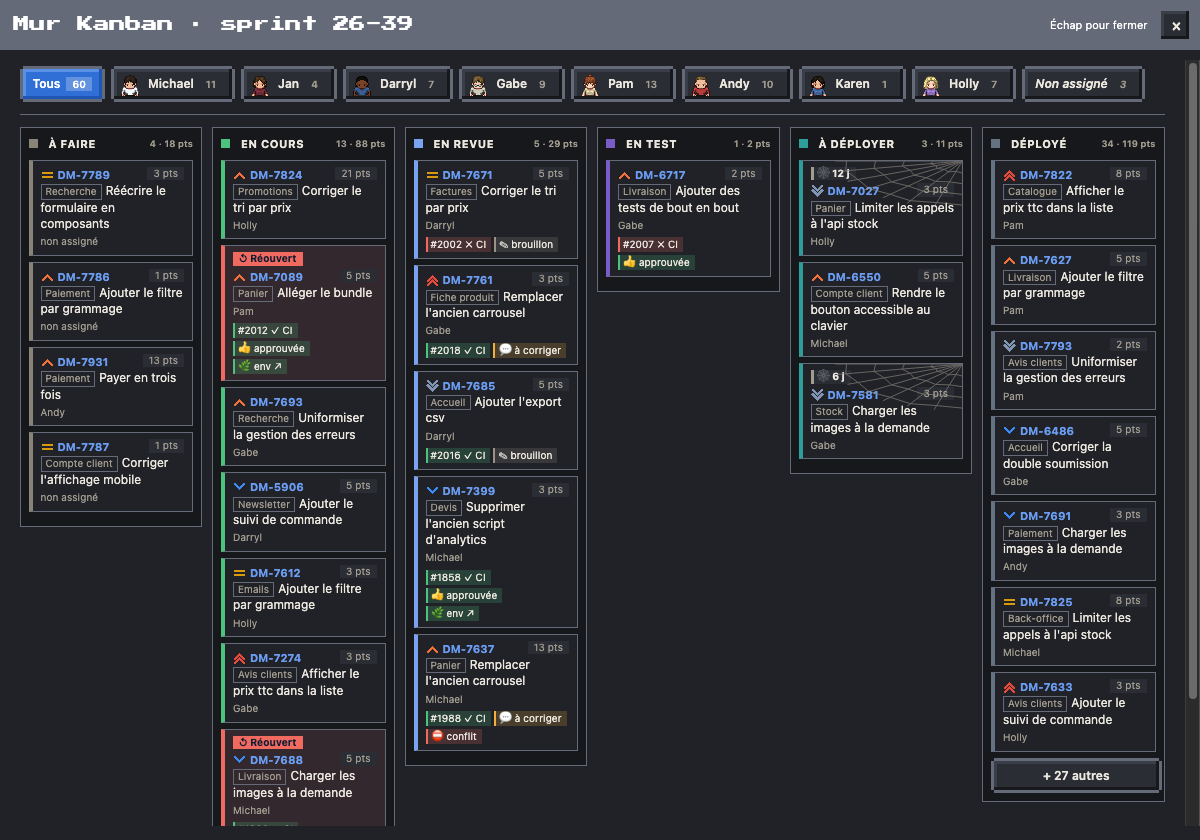 Mur Kanban · sprint 26-39
Échap pour fermer ×
Tous 60 Michael 11 Jan 4 Darryl 7 Gabe 9 Pam 13 Andy 10 Karen 1 Holly 7 Non assigné 3
À FAIRE 4 · 18 pts
DM-7789 3 pts
Recherche Réécrire le
formulaire en
composants
non assigné
DM-7786 1 pts
Paiement Ajouter le filtre
par grammage
non assigné
DM-7931 13 pts
Paiement Payer en trois
fois
Andy
DM-7787 1 pts
Compte client Corriger
l'affichage mobile
non assigné
EN COURS 13 · 88 pts
DM-7824 21 pts
Promotions Corriger le
tri par prix
Holly
↺ Réouvert
DM-7089 5 pts
Panier Alléger le bundle
Pam
#2012 ✓ CI
👍 approuvée
🌿 env ↗
DM-7693
Recherche Uniformiser
la gestion des erreurs
Gabe
DM-5906 5 pts
Newsletter Ajouter le
suivi de commande
Darryl
DM-7612 3 pts
Emails Ajouter le filtre
par grammage
Holly
DM-7274 3 pts
Avis clients Afficher le
prix ttc dans la liste
Gabe
↺ Réouvert
DM-7688 5 pts
Livraison Charger les
images à la demande
Michael
EN REVUE 5 · 29 pts
DM-7671 5 pts
Factures Corriger le tri
par prix
Darryl
#2002 ✕ CI ✎ brouillon
DM-7761 3 pts
Fiche produit Remplacer
l'ancien carrousel
Gabe
#2018 ✓ CI 💬 à corriger
DM-7685 5 pts
Accueil Ajouter l'export
csv
Darryl
#2016 ✓ CI ✎ brouillon
DM-7399 3 pts
Devis Supprimer
l'ancien script
d'analytics
Michael
#1858 ✓ CI
👍 approuvée
🌿 env ↗
DM-7637 13 pts
Panier Remplacer
l'ancien carrousel
Michael
#1988 ✓ CI 💬 à corriger
⛔ conflit
EN TEST 1 · 2 pts
DM-6717 2 pts
Livraison Ajouter des
tests de bout en bout
Gabe
#2007 ✕ CI
👍 approuvée
À DÉPLOYER 3 · 11 pts
12 j
DM-7027 3 pts
Panier Limiter les appels
à l'api stock
Holly
DM-6550 5 pts
Compte client Rendre le
bouton accessible au
clavier
Michael
6 j
DM-7581 3 pts
Stock Charger les
images à la demande
Gabe
DÉPLOYÉ 34 · 119 pts
DM-7822 8 pts
Catalogue Afficher le
prix ttc dans la liste
Pam
DM-7627 5 pts
Livraison Ajouter le filtre
par grammage
Pam
DM-7793 2 pts
Avis clients Uniformiser
la gestion des erreurs
Pam
DM-6486 5 pts
Accueil Corriger la
double soumission
Gabe
DM-7691 3 pts
Paiement Charger les
images à la demande
Andy
DM-7825 8 pts
Back-office Limiter les
appels à l'api stock
Michael
DM-7633 3 pts
Avis clients Ajouter le
suivi de commande
Holly
+ 27 autres